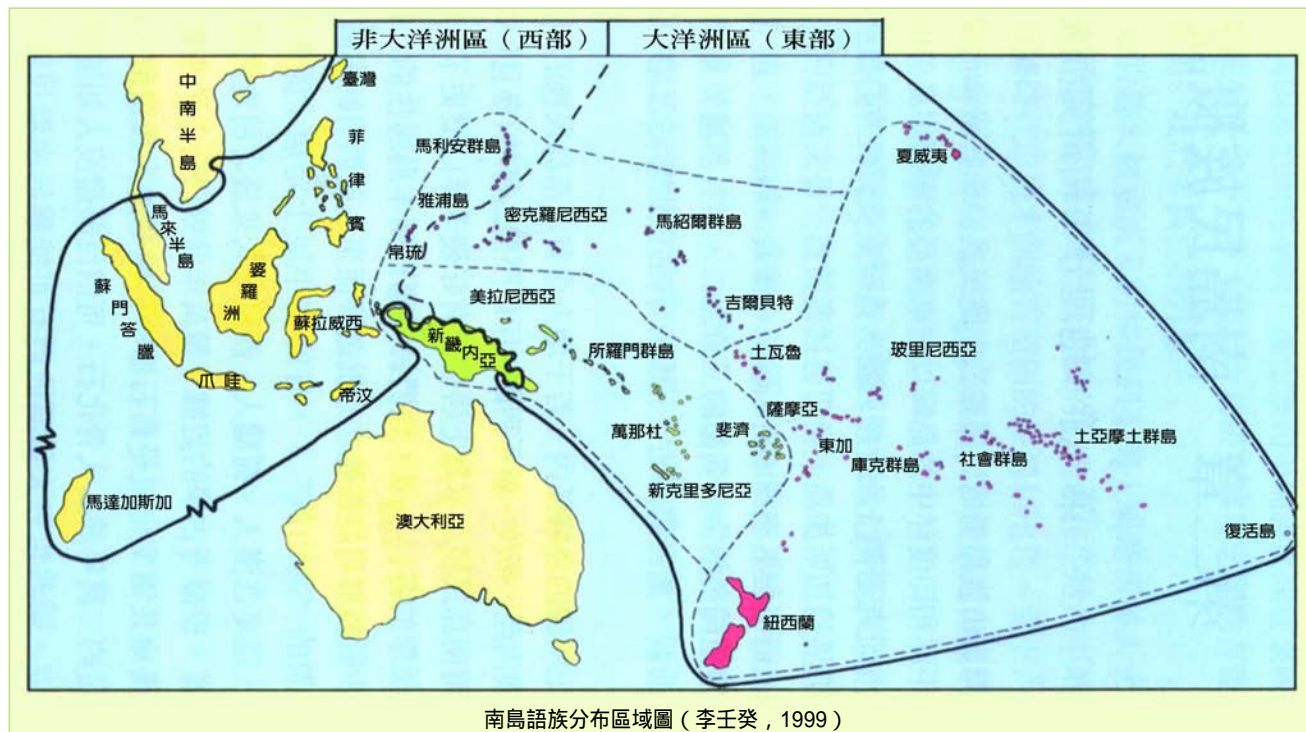 非大洋洲區（西部）
大洋洲區（東部）
中南半島
臺灣
菲律賓
馬利安群島
夏威夷
雅浦島
密克羅尼西亞
馬紹爾群島
馬來半島
帛琉
婆羅洲
美拉尼西亞
吉爾貝特
蘇門答臘
蘇拉威西
新畿內亞
所羅門群島
土瓦魯
玻里尼西亞
爪哇
帝汶
薩摩亞
萬那杜
斐濟
東加
庫克群島
社會群島
土亞摩土群島
新克里多尼亞
馬達加斯加
澳大利亞
復活島
紐西蘭
南島語族分布區域圖（李壬癸，1999）